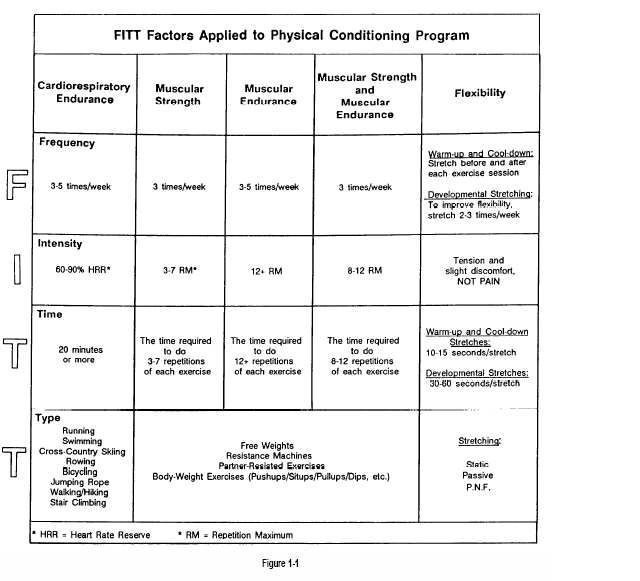 FITT Factors Applied to Physical Conditioning Program
Cardiorespiratory
Endurance
Muscular
Strength
Muscular
Endurance
Muscular Strength
and
Muscular
Endurance
Flexibility
F
Frequency
3-5 times/week
3 times/week
3-5 times/week
3 times/week
Warm-up and Cool-down:
Stretch before and after
each exercise session
Developmental Stretching:
To improve flexibility,
stretch 2-3 times/week
I
Intensity
60-90% HRR*
3-7 RM*
12+ RM
8-12 RM
Tension and
slight discomfort,
NOT PAIN
T
Time
20 minutes
or more
The time required
to do
3-7 repetitions
of each exercise
The time required
to do
12+ repetitions
of each exercise
The time required
to do
8-12 repetitions
of each exercise
Warm-up and Cool-down
Stretches:
10-15 seconds/stretch
Developmental Stretches:
30-60 seconds/stretch
T
Type
Running
Swimming
Cross-Country Skiing
Rowing
Bicycling
Jumping Rope
Walking/Hiking
Stair Climbing
Free Weights
Resistance Machines
Partner-Resisted Exercises
Body-Weight Exercises (Pushups/Situps/Pullups/Dips, etc.)
Stretching:
Static
Passive
P.N.F.
* HRR = Heart Rate Reserve * RM = Repetition Maximum
Figure 1-1